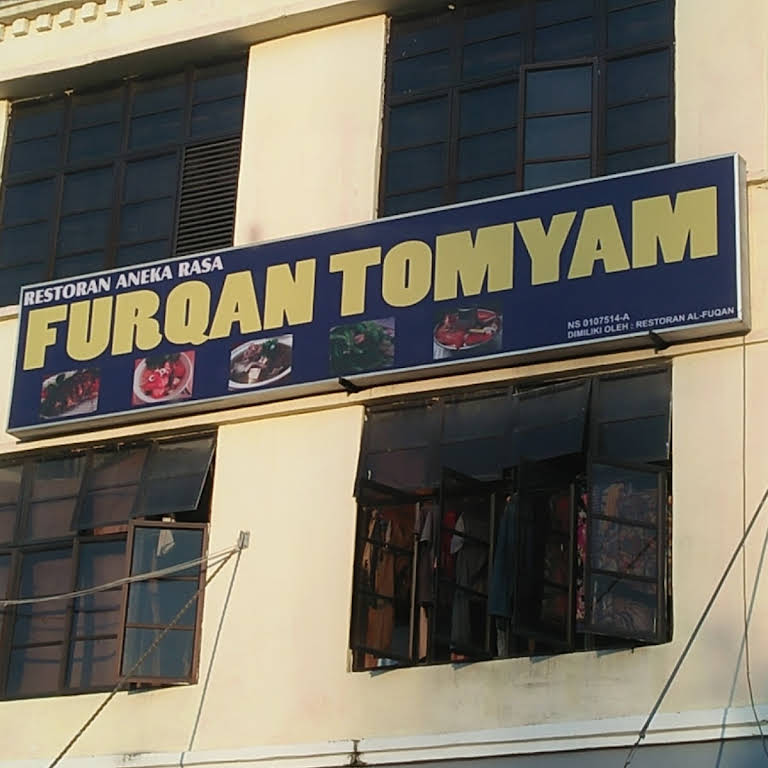 RESTORAN ANEKA RASA
FURQAN TOMYAM
NS 0107514-A
DIMILIKI OLEH : RESTORAN AL-FUQAN